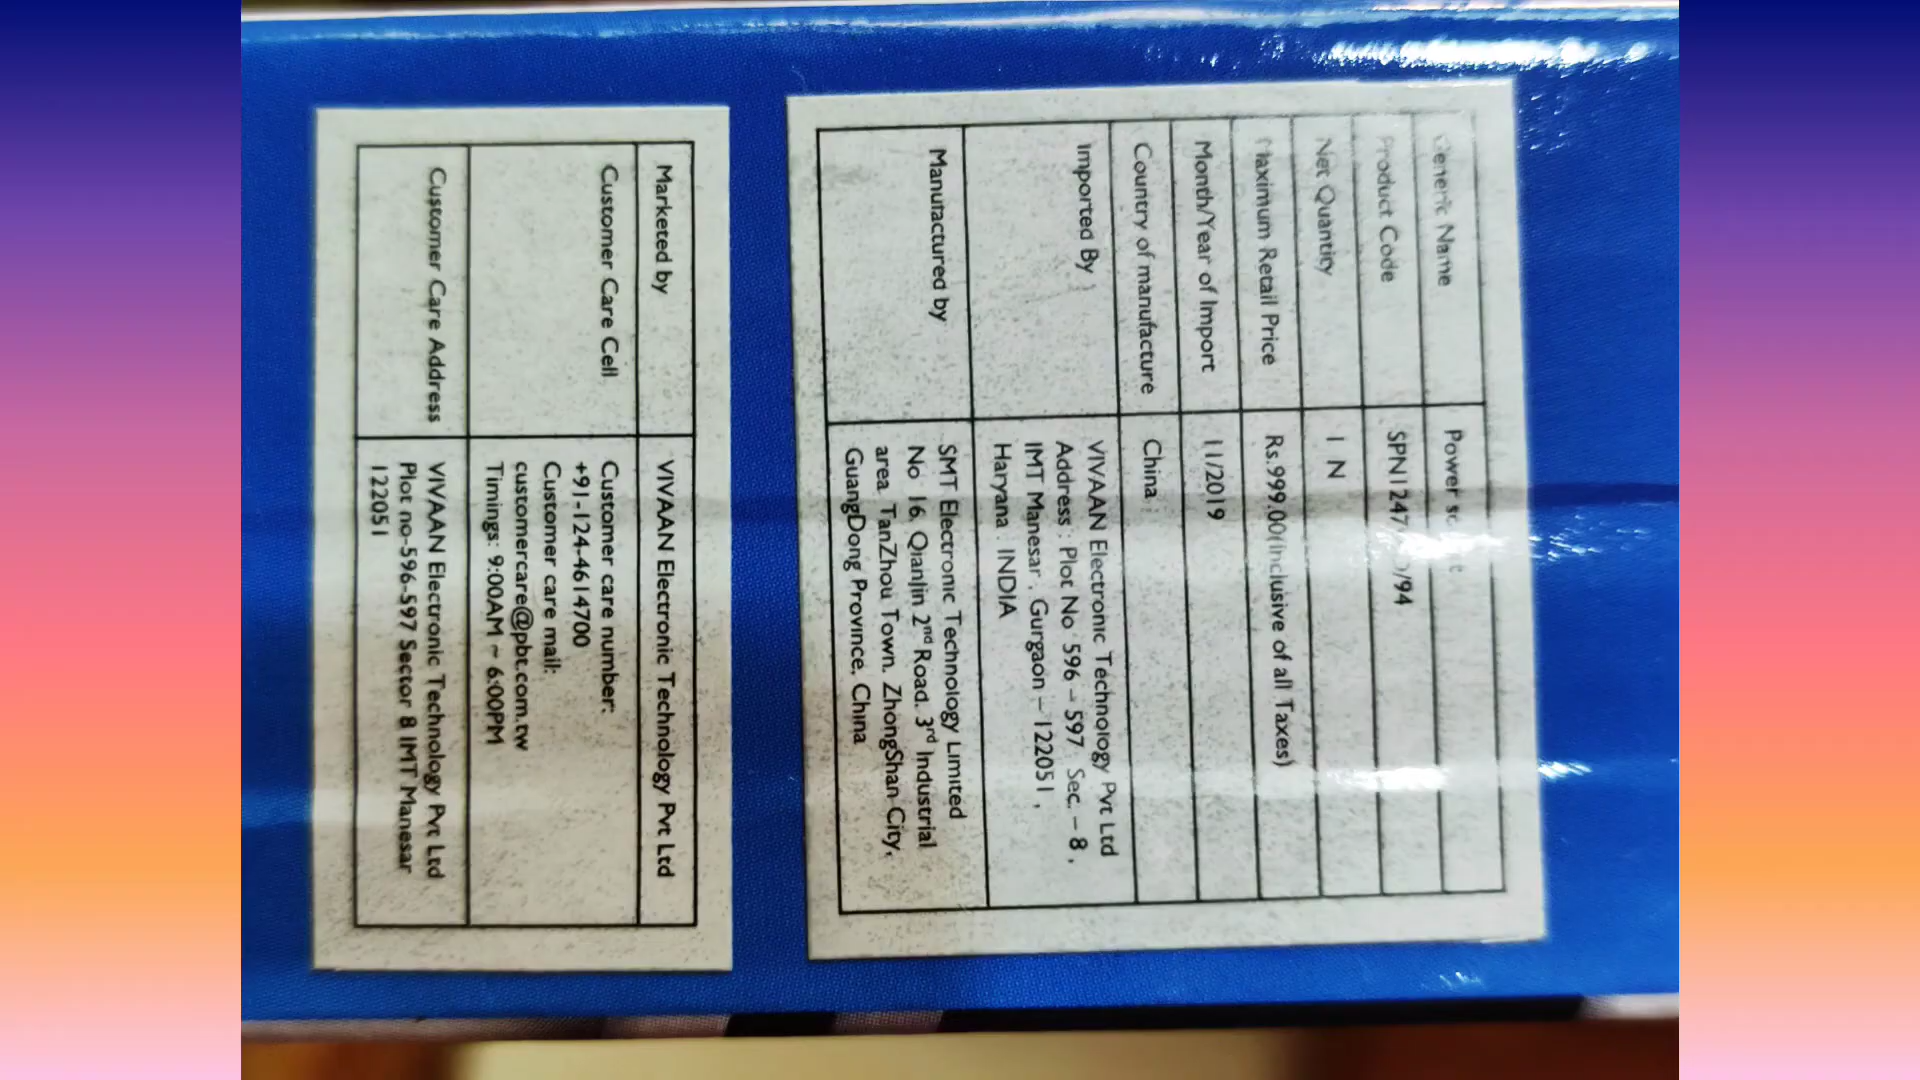 Generic Name Power
Product Code
Net Quantity 1 N
Maximum Retail Price Rs.999.00(inclusive of all Taxes)
Month/Year of Import 11/2019
Country of manufacture China
Imported By VIVAAN Electronic Technology Pvt Ltd
Address : Plot No 596 – 597 Sec. – 8 ,
IMT Manesar , Gurgaon – 122051 ,
Haryana . INDIA
Manufactured by SMT Electronic Technology Limited
No 16, QianJin 2nd Road. 3rd Industrial
area. TanZhou Town. ZhongShan City,
GuangDong Province, China
Marketed by VIVAAN Electronic Technology Pvt Ltd
Customer Care Cell Customer care number:
+91-124-4614700
Customer care mail:
customercare@pbt.com.tw
Timings: 9:00AM ~ 6:00PM
Customer Care Address VIVAAN Electronic Technology Pvt Ltd
Plot no-596-597 Sector 8 IMT Manesar
122051